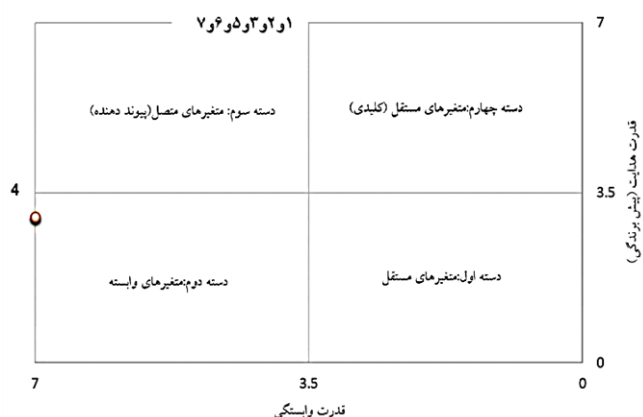 ۱و۲و۳و۵و۶و۷
7
دسته چهارم:متغیرهای مستقل (کلیدی)
دسته سوم: متغیرهای متصل(پیوند دهنده)
قدرت هدایت (پیش برندگی)
3.5
4
دسته اول:متغیرهای مستقل
دسته دوم:متغیرهای وابسته
0
0
3.5
7
قدرت وابستگی